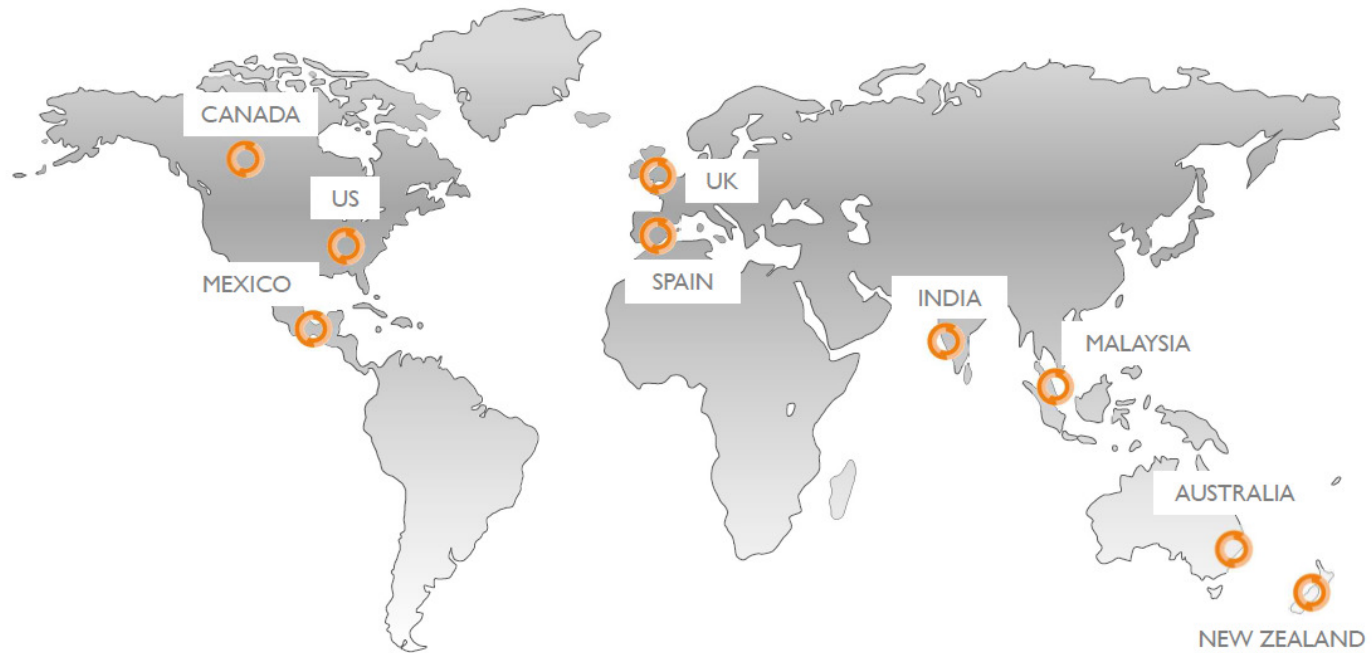 CANADA
US
UK
MEXICO
SPAIN
INDIA
MALAYSIA
AUSTRALIA
NEW ZEALAND